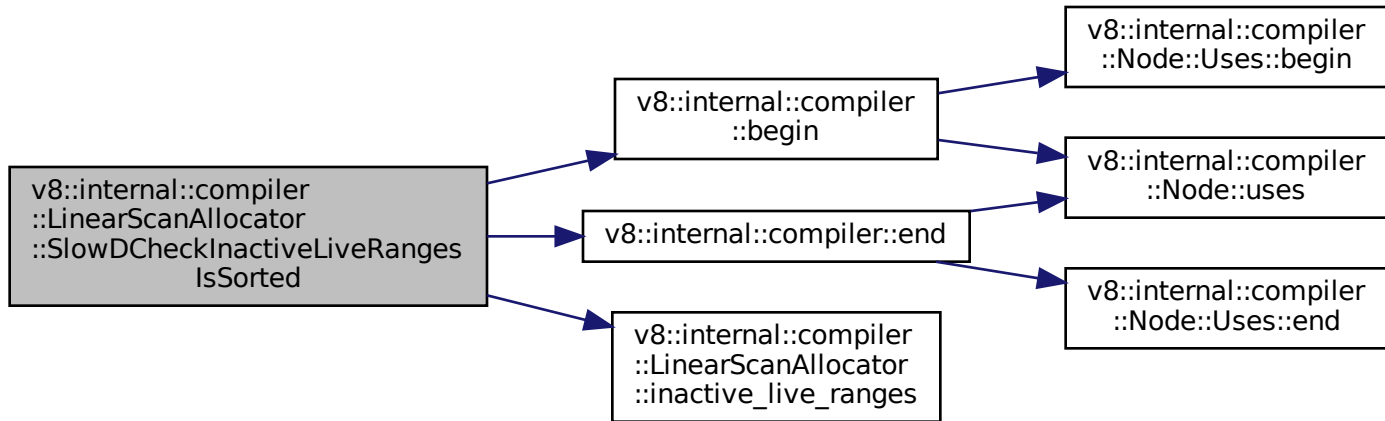 v8::internal::compiler
::LinearScanAllocator
::SlowDCheckInactiveLiveRanges
IsSorted
v8::internal::compiler
::begin
v8::internal::compiler::end
v8::internal::compiler
::LinearScanAllocator
::inactive_live_ranges
v8::internal::compiler
::Node::Uses::begin
v8::internal::compiler
::Node::uses
v8::internal::compiler
::Node::Uses::end